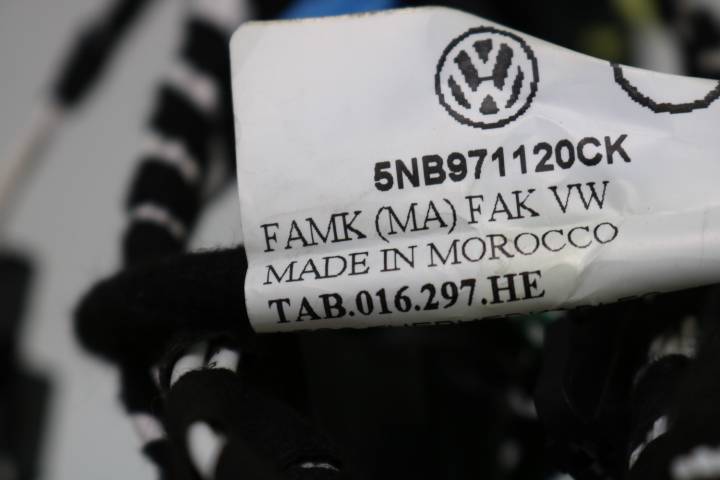 5NB971120CK
FAMK (MA) FAK VW
MADE IN MOROCCO
TAB.016.297.HE